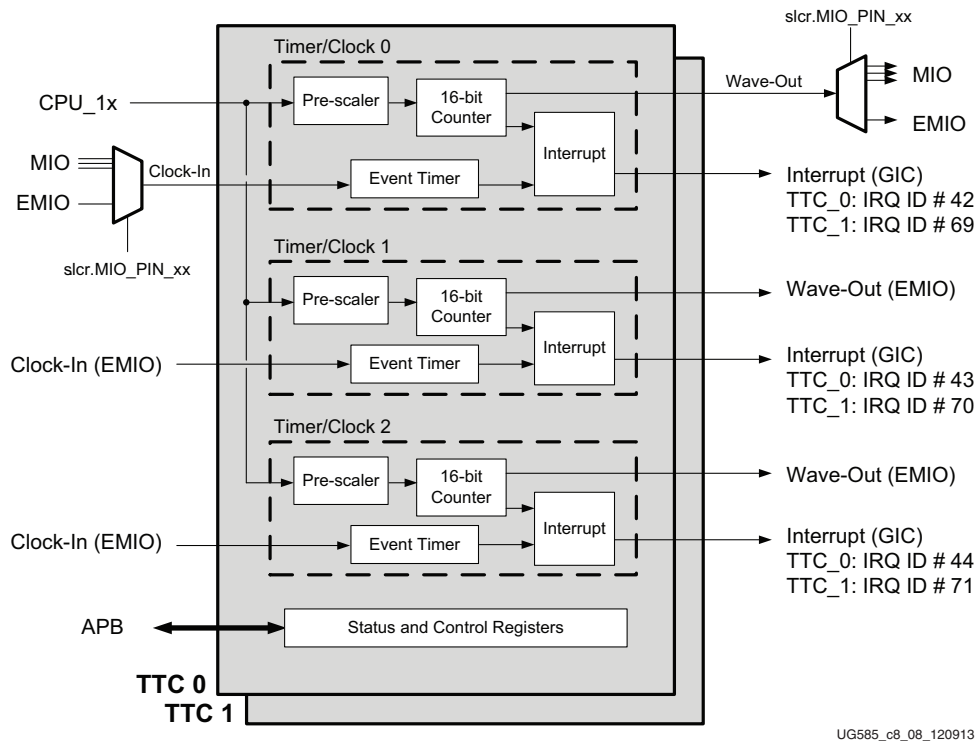 slcr.MIO_PIN_xx
Timer/Clock 0
CPU_1x
Pre-scaler
16-bit
Counter
Wave-Out
MIO
EMIO
Interrupt
MIO
EMIO
Clock-In
Event Timer
slcr.MIO_PIN_xx
Interrupt (GIC)
TTC_0: IRQ ID # 42
TTC_1: IRQ ID # 69
Timer/Clock 1
Pre-scaler
16-bit
Counter
Wave-Out (EMIO)
Interrupt
Clock-In (EMIO)
Event Timer
Interrupt (GIC)
TTC_0: IRQ ID # 43
TTC_1: IRQ ID # 70
Timer/Clock 2
Pre-scaler
16-bit
Counter
Wave-Out (EMIO)
Interrupt
Clock-In (EMIO)
Event Timer
Interrupt (GIC)
TTC_0: IRQ ID # 44
TTC_1: IRQ ID # 71
APB
Status and Control Registers
TTC 0
TTC 1
UG585_c8_08_120913